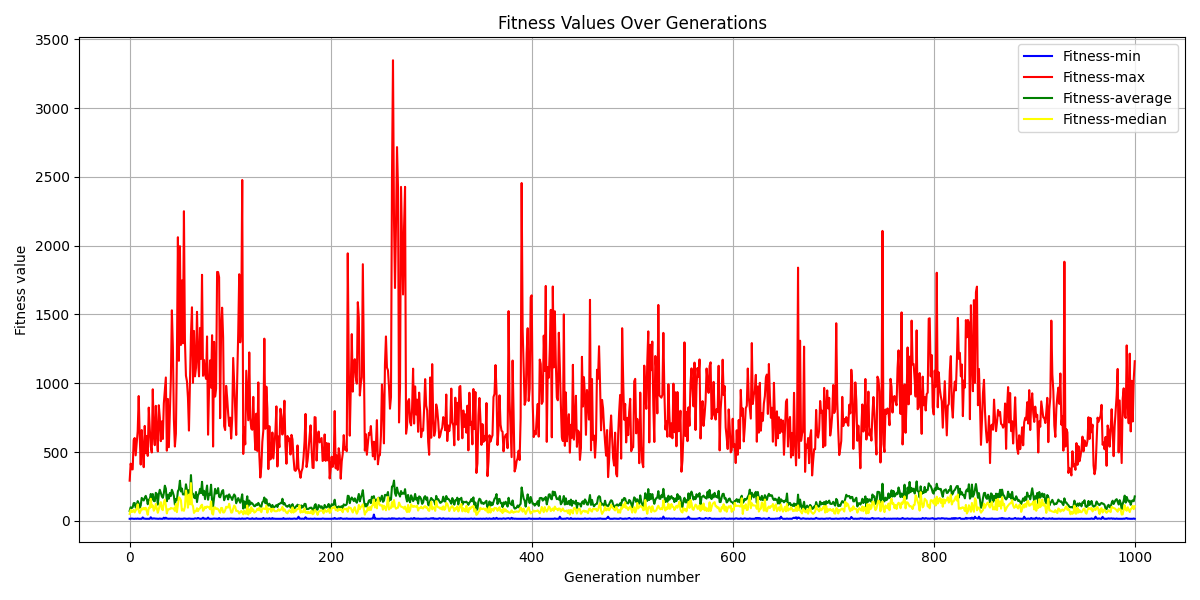 Fitness Values Over Generations
Fitness value
3500
3000
2500
2000
1500
1000
500
0
Fitness-min
Fitness-max
Fitness-average
Fitness-median
0 200 400 600 800 1000
Generation number